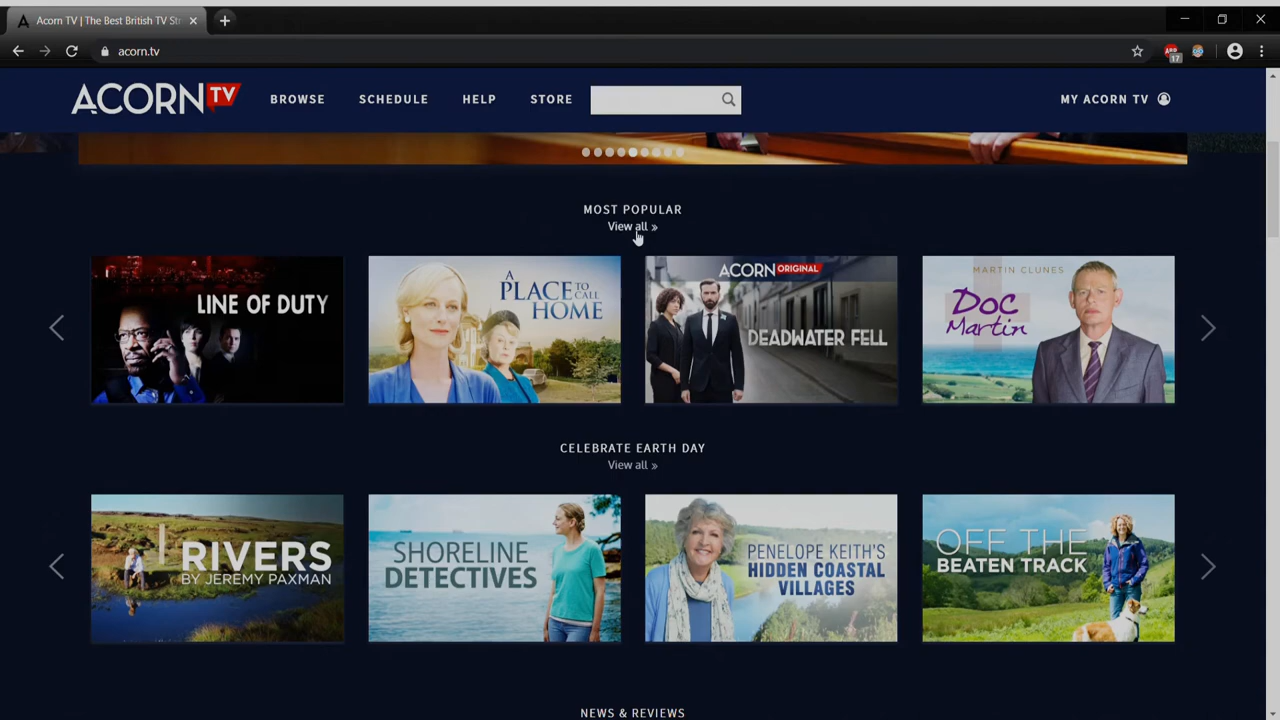 Acorn TV | The Best British TV Str
acorn.tv
17
ACORN TV
BROWSE
SCHEDULE
HELP
STORE
MY ACORN TV
MOST POPULAR
View all »
LINE OF DUTY
A
PLACE TO
CALL
HOME
ACORN ORIGINAL
DEADWATER FELL
MARTIN CLUNES
Doc
Martin
CELEBRATE EARTH DAY
View all »
RIVERS
BY JEREMY PAXMAN
SHORELINE
DETECTIVES
PENELOPE KEITH'S
HIDDEN COASTAL
VILLAGES
OFF THE
BEATEN TRACK
NEWS & REVIEWS